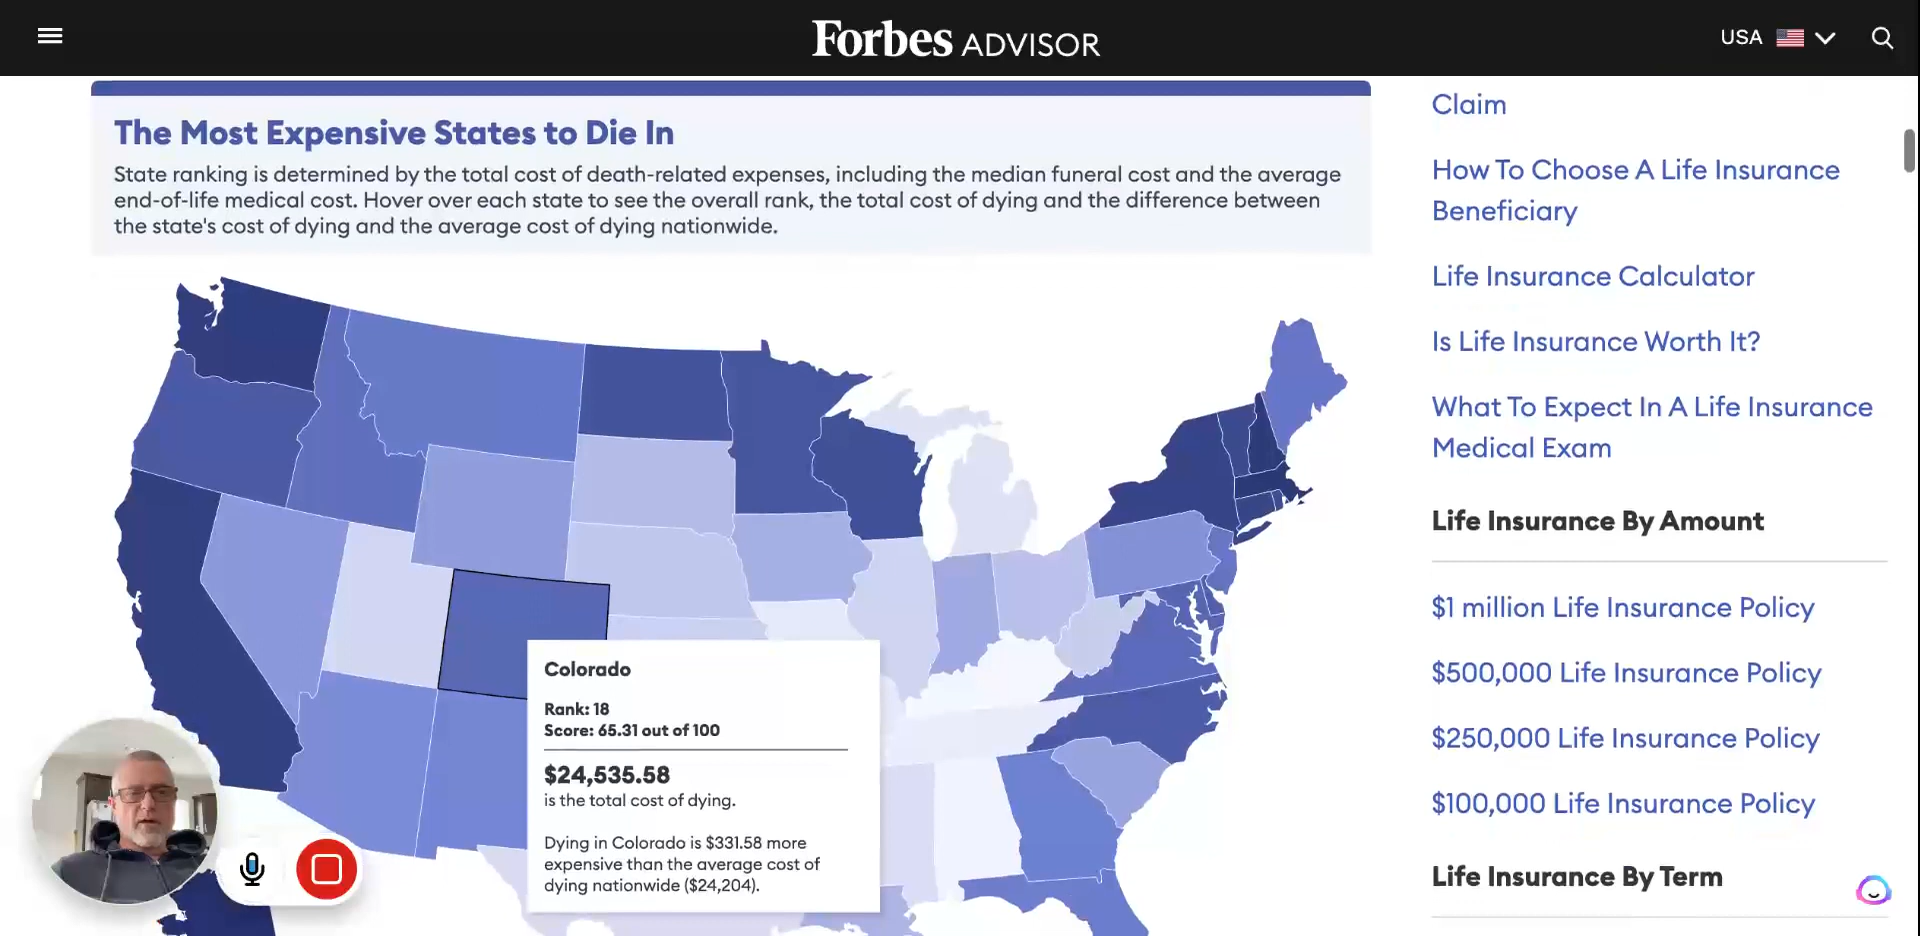 Forbes ADVISOR
USA
The Most Expensive States to Die In
State ranking is determined by the total cost of death-related expenses, including the median funeral cost and the average
end-of-life medical cost. Hover over each state to see the overall rank, the total cost of dying and the difference between
the state's cost of dying and the average cost of dying nationwide.
Colorado
Rank: 18
Score: 65.31 out of 100
$24,535.58
is the total cost of dying.
Dying in Colorado is $331.58 more
expensive than the average cost of
dying nationwide ($24,204).
Claim
How To Choose A Life Insurance
Beneficiary
Life Insurance Calculator
Is Life Insurance Worth It?
What To Expect In A Life Insurance
Medical Exam
Life Insurance By Amount
$1 million Life Insurance Policy
$500,000 Life Insurance Policy
$250,000 Life Insurance Policy
$100,000 Life Insurance Policy
Life Insurance By Term